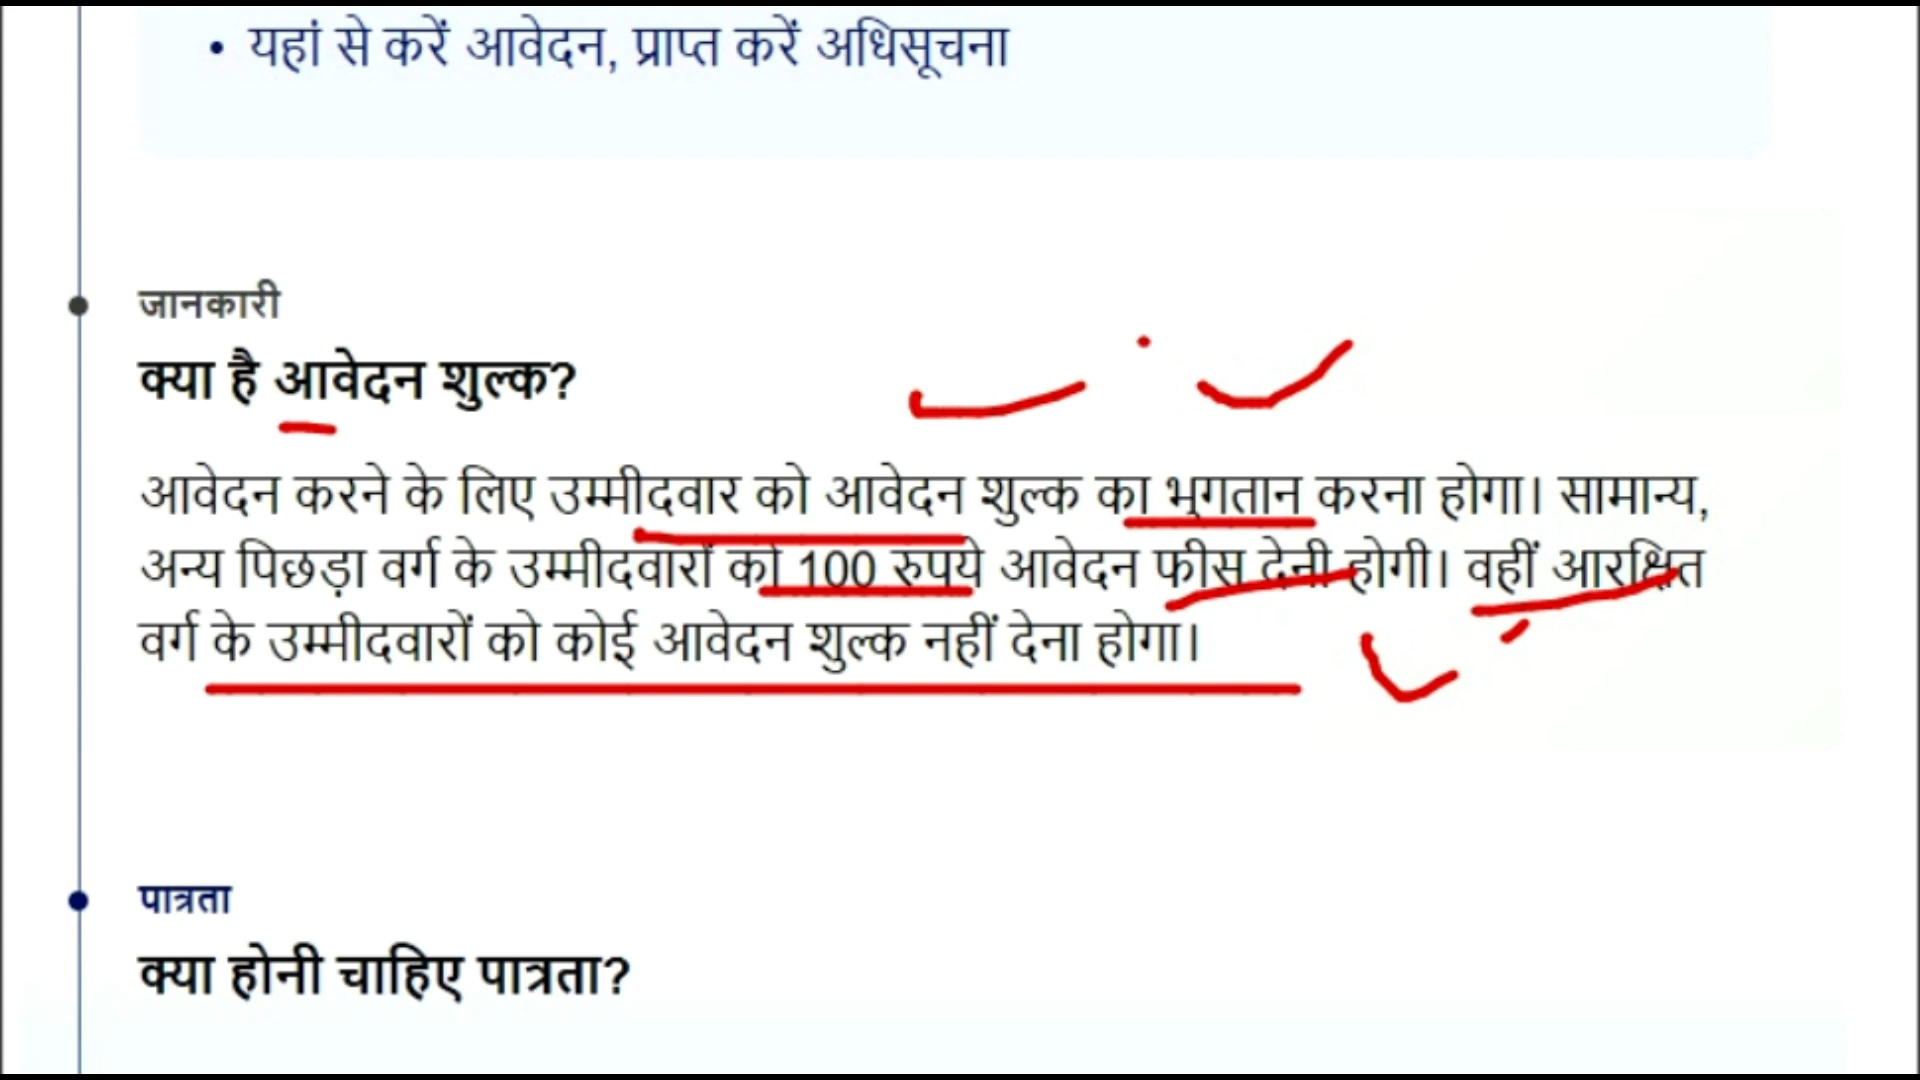 • यहां से करें आवेदन, प्राप्त करें अधिसूचना
जानकारी
क्या है आवेदन शुल्क?
आवेदन करने के लिए उम्मीदवार को आवेदन शुल्क का भुगतान करना होगा। सामान्य,
अन्य पिछड़ा वर्ग के उम्मीदवारों को 100 रुपये आवेदन फीस देनी होगी। वहीं आरक्षित
वर्ग के उम्मीदवारों को कोई आवेदन शुल्क नहीं देना होगा।
पात्रता
क्या होनी चाहिए पात्रता?